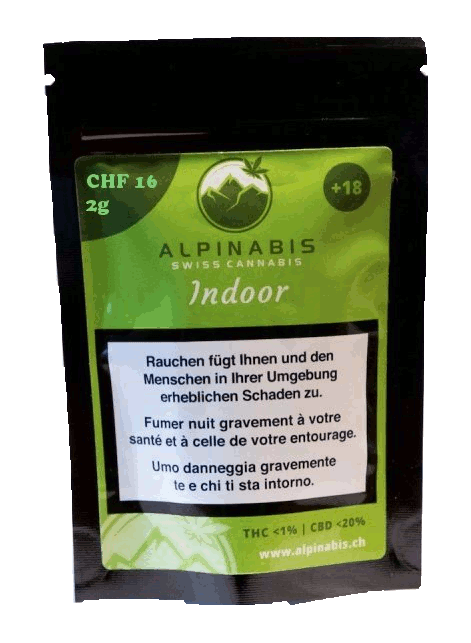 CHF 16
2g
+18
ALPINABIS
SWISS CANNABIS
Indoor
Rauchen fügt Ihnen und den
Menschen in Ihrer Umgebung
erheblichen Schaden zu.
Fumer nuit gravement à votre
santé et à celle de votre entourage.
Umo danneggia gravemente
te e chi ti sta intorno.
THC <1% | CBD <20%
www.alpinabis.ch